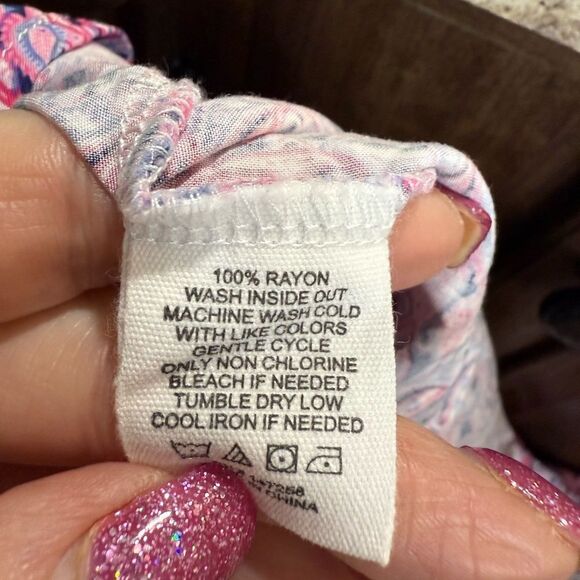 100% RAYON
WASH INSIDE OUT
MACHINE WASH COLD
WITH LIKE COLORS
GENTLE CYCLE
ONLY NON CHLORINE
BLEACH IF NEEDED
TUMBLE DRY LOW
COOL IRON IF NEEDED
CHINA